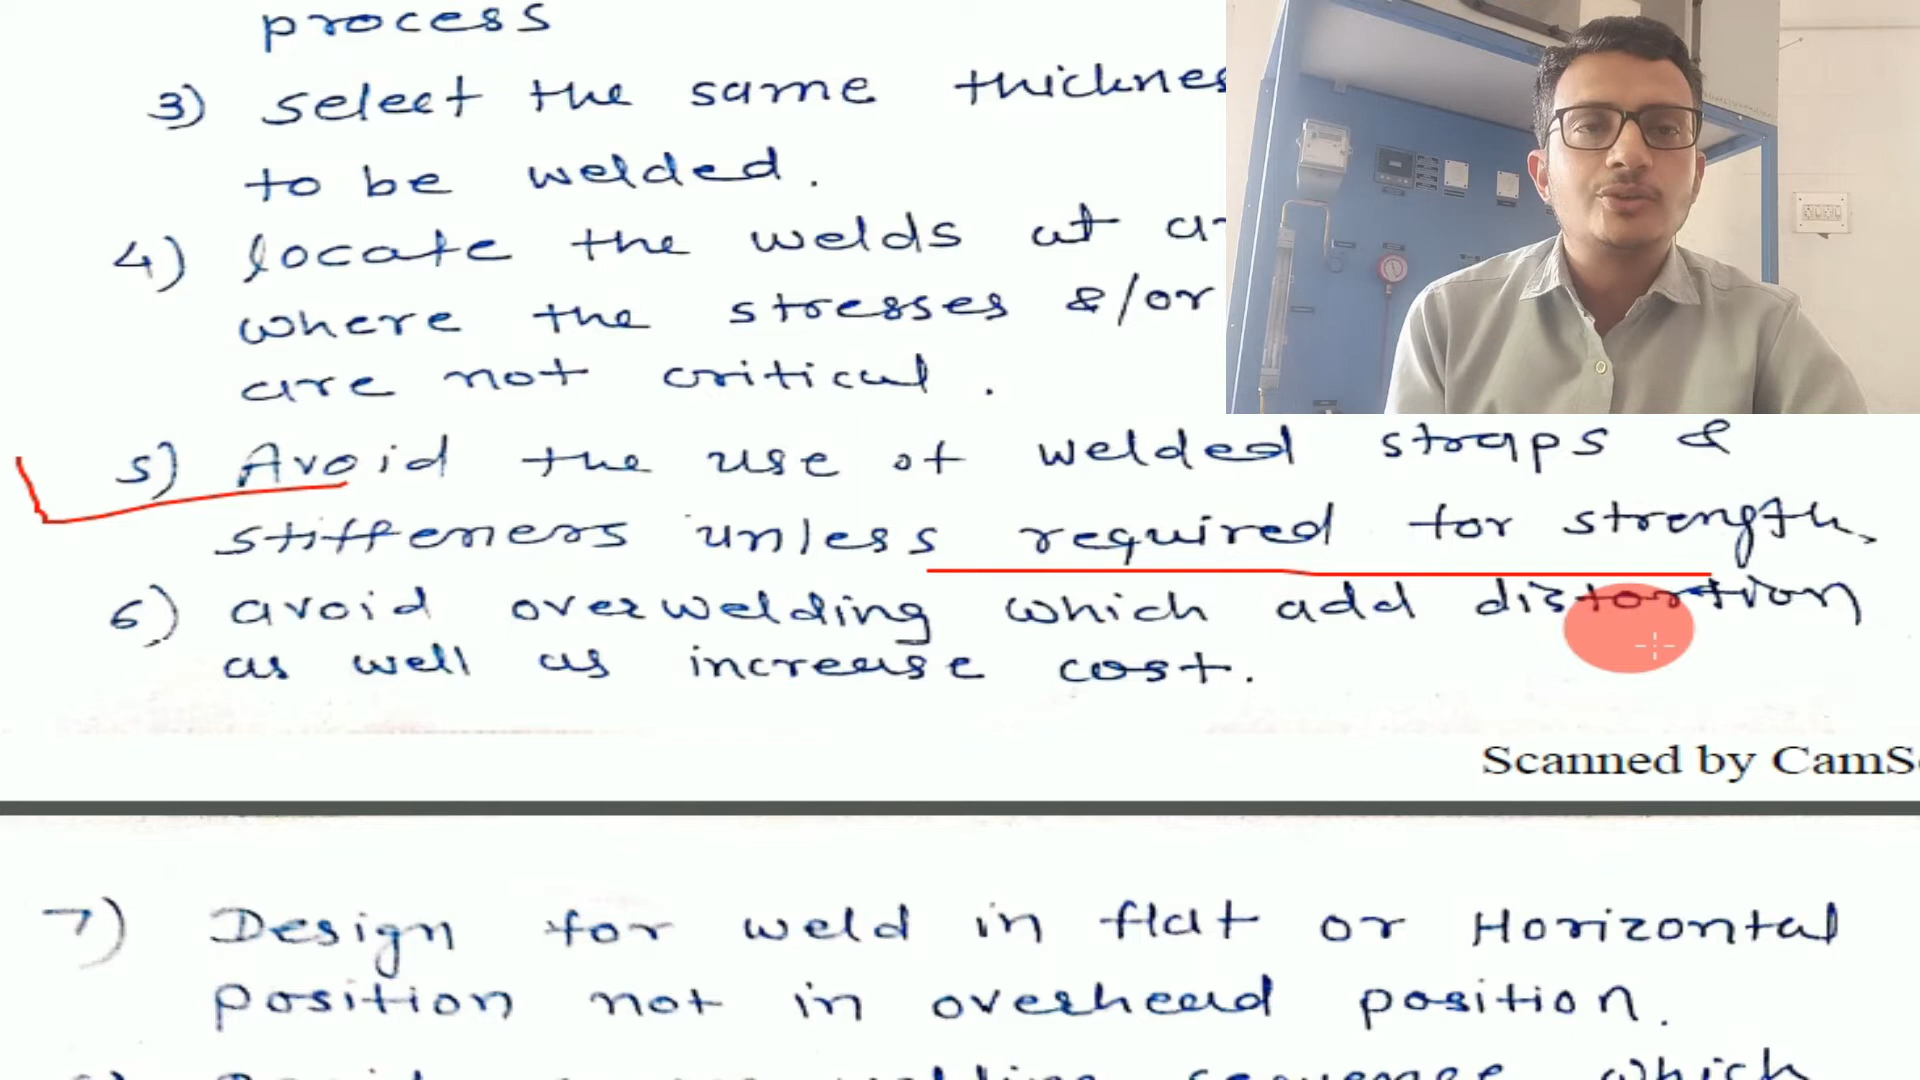 process
3) select the same thicknes
to be welded.
4) locate the welds at
where the stresses &/or
are not critical.
5) Avoid the use of welded straps &
stiffeners unless required for strength.
6) avoid overwelding which add distortion
as well as increase cost.
Scanned by CamS
7) Design for weld in flat or Horizontal
position not in overhead position.
welding sequence which